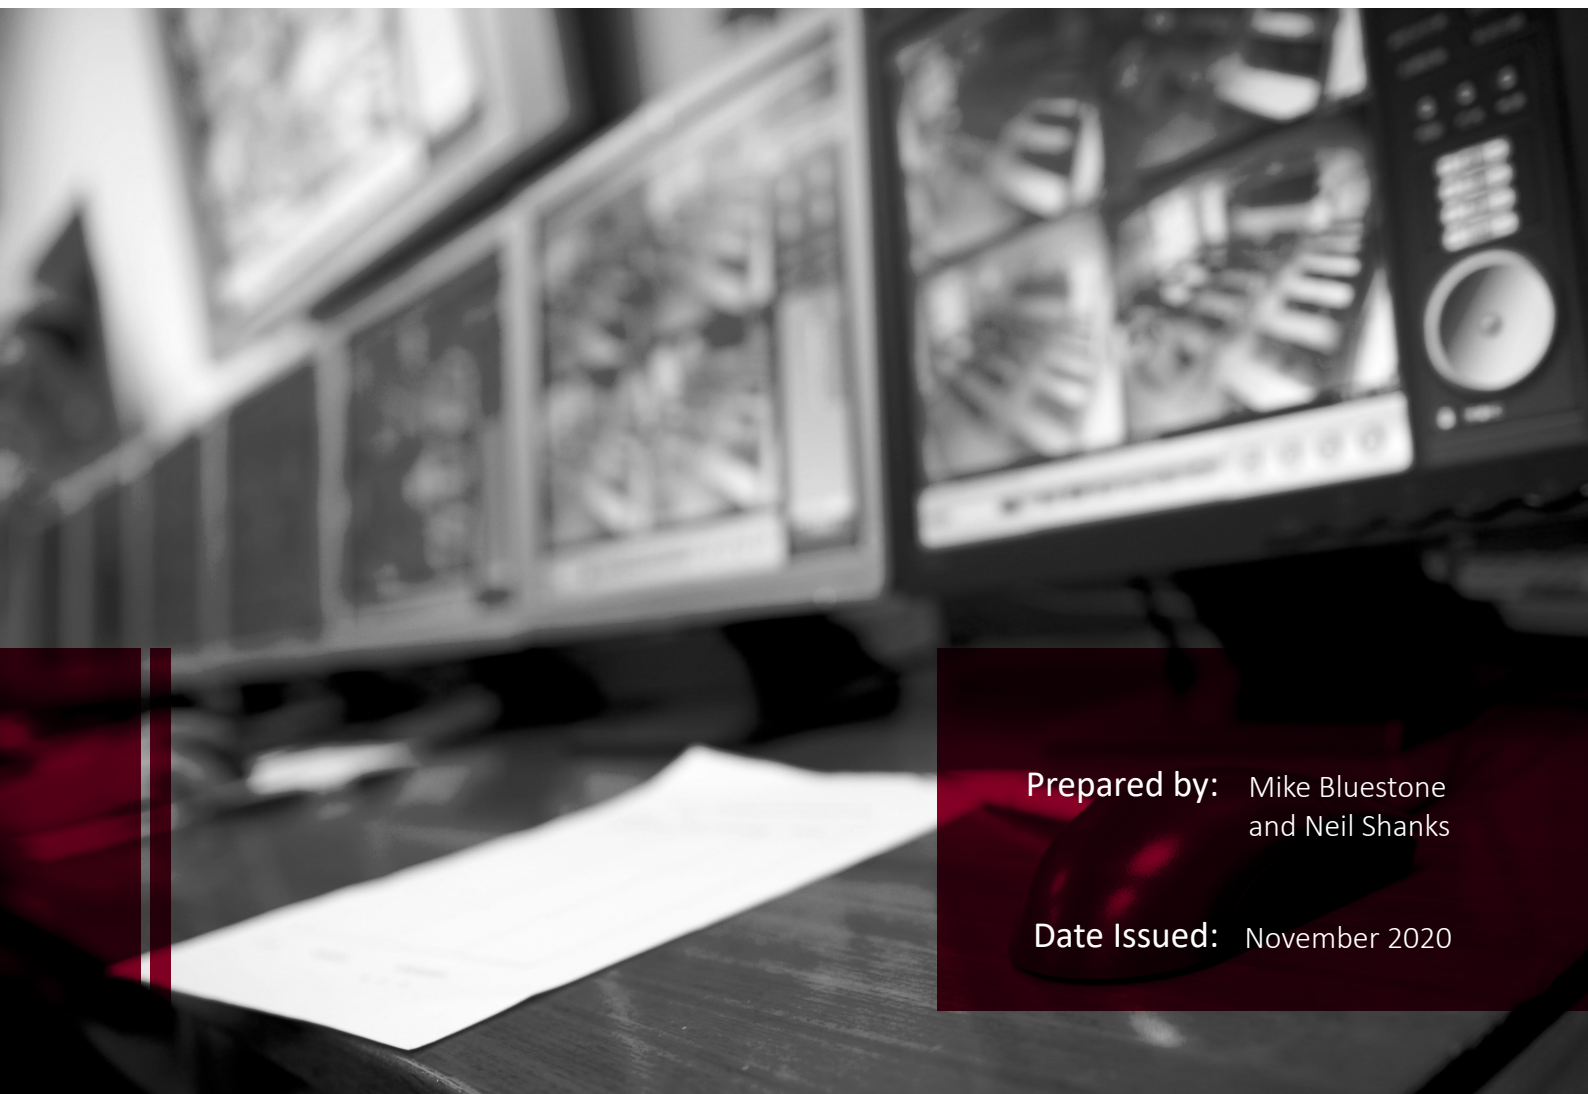 Prepared by: Mike Bluestone
and Neil Shanks
Date Issued: November 2020